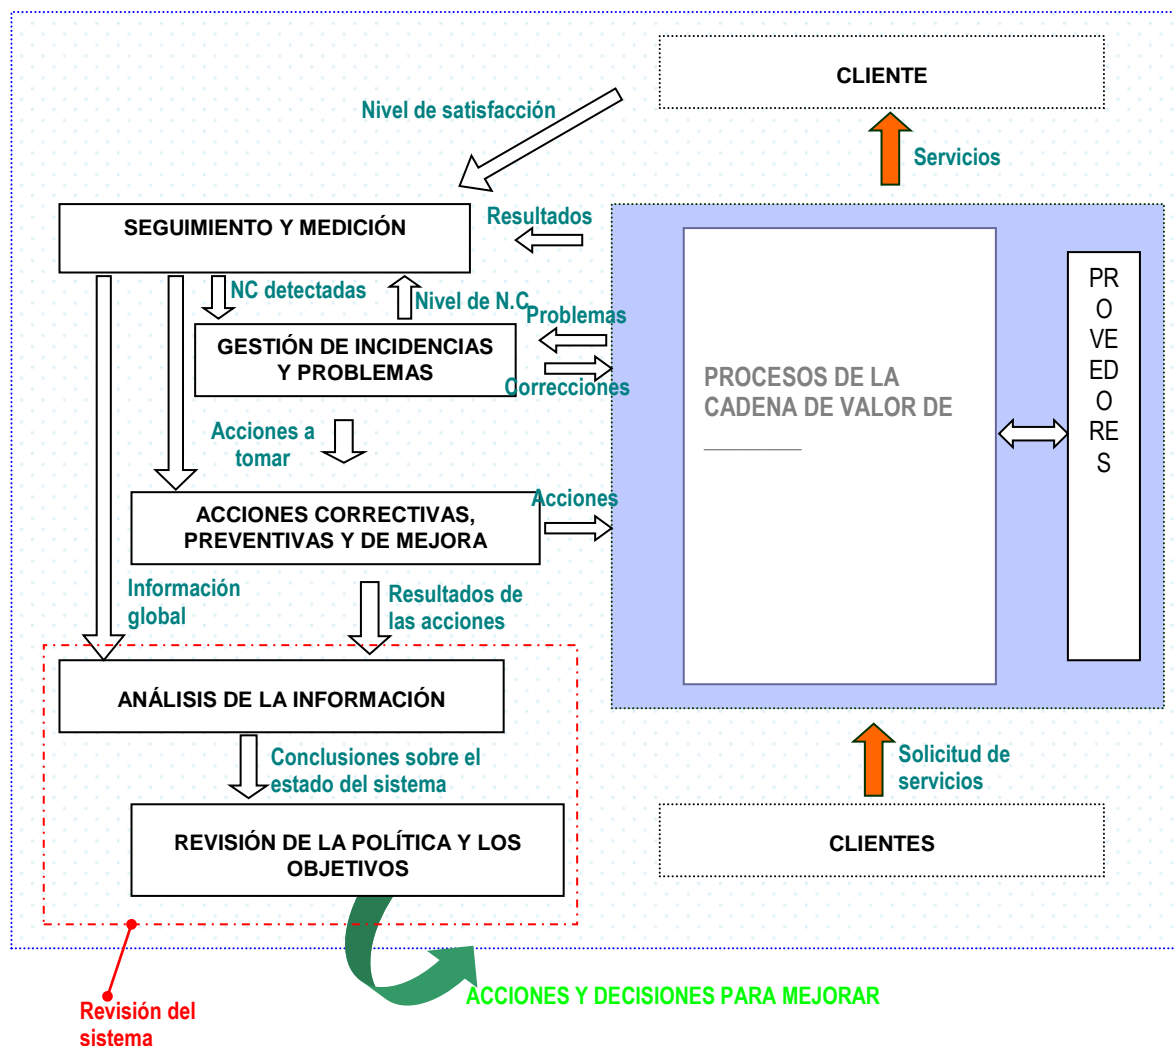 CLIENTE
Nivel de satisfacción
Servicios
SEGUIMIENTO Y MEDICIÓN
Resultados
NC detectadas
Nivel de N.C.
Problemas
GESTIÓN DE INCIDENCIAS
Y PROBLEMAS
Correcciones
PROCESOS DE LA
CADENA DE VALOR DE
________
PR
O
VE
ED
O
RE
S
Acciones a
tomar
Acciones
ACCIONES CORRECTIVAS,
PREVENTIVAS Y DE MEJORA
Información
global
Resultados de
las acciones
ANÁLISIS DE LA INFORMACIÓN
Conclusiones sobre el
estado del sistema
Solicitud de
servicios
REVISIÓN DE LA POLÍTICA Y LOS
OBJETIVOS
CLIENTES
ACCIONES Y DECISIONES PARA MEJORAR
Revisión del
sistema